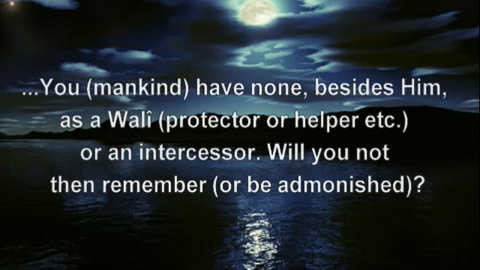 ...You (mankind) have none, besides Him,
as a Walî (protector or helper etc.)
or an intercessor. Will you not
then remember (or be admonished)?